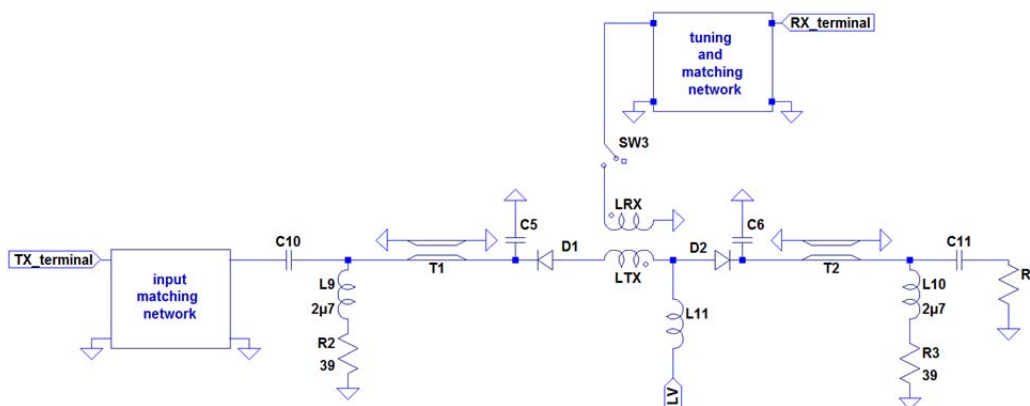 RX_terminal
tuning
and
matching
network
SW3
LRX
C5
C6
D1
D2
C10
C11
TX_terminal
T1
LTX
T2
R
input
matching
network
L9
2µ7
L11
L10
2µ7
R2
39
R3
39
LV